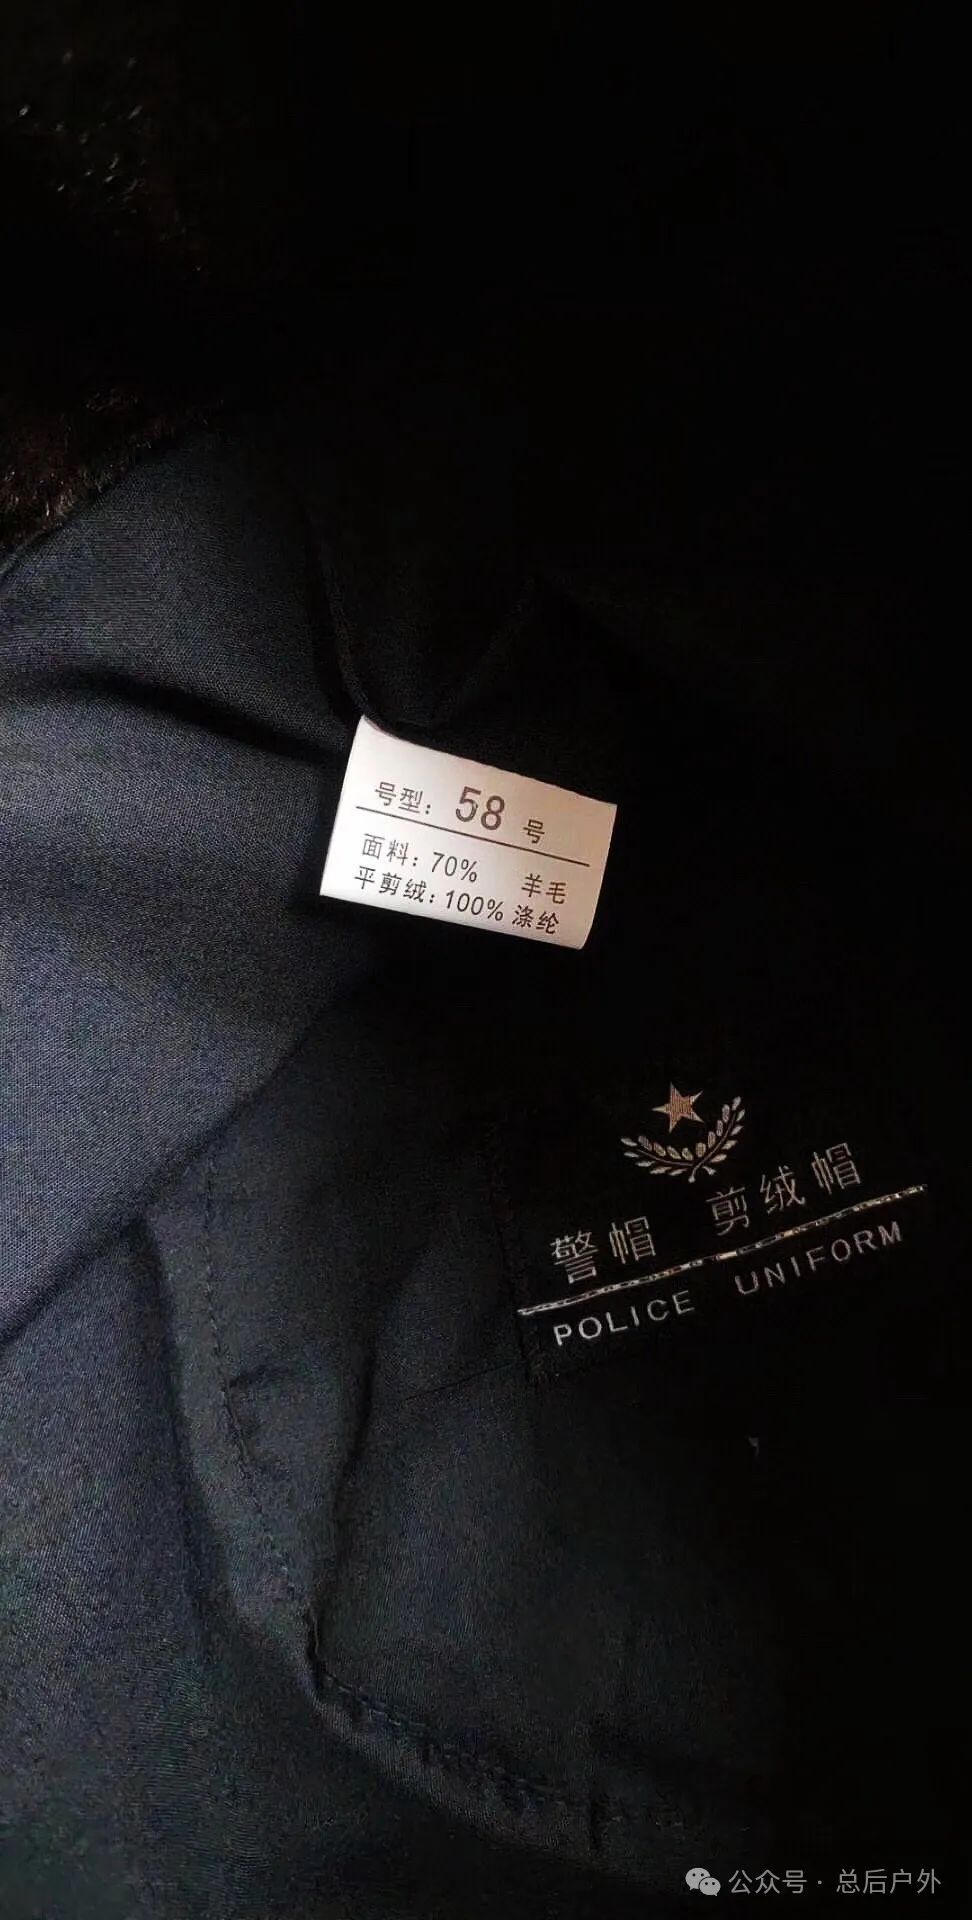 号型：58 号
面料：70% 羊毛
平剪绒：100% 涤纶
警帽 剪绒帽
POLICE UNIFORM
公众号 · 总后户外